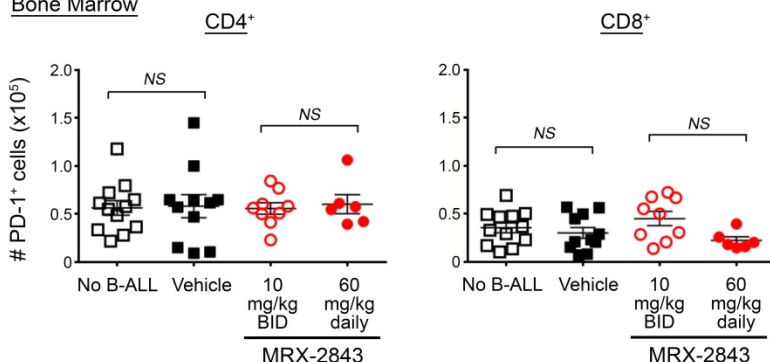 Bone Marrow
CD4+
CD8+
# PD-1+ cells (x10⁵)
2.0
1.5
1.0
0.5
0
NS
NS
No B-ALL
Vehicle
10
mg/kg
BID
60
mg/kg
daily
MRX-2843
2.0
1.5
1.0
0.5
0
NS
NS
No B-ALL
Vehicle
10
mg/kg
BID
60
mg/kg
daily
MRX-2843